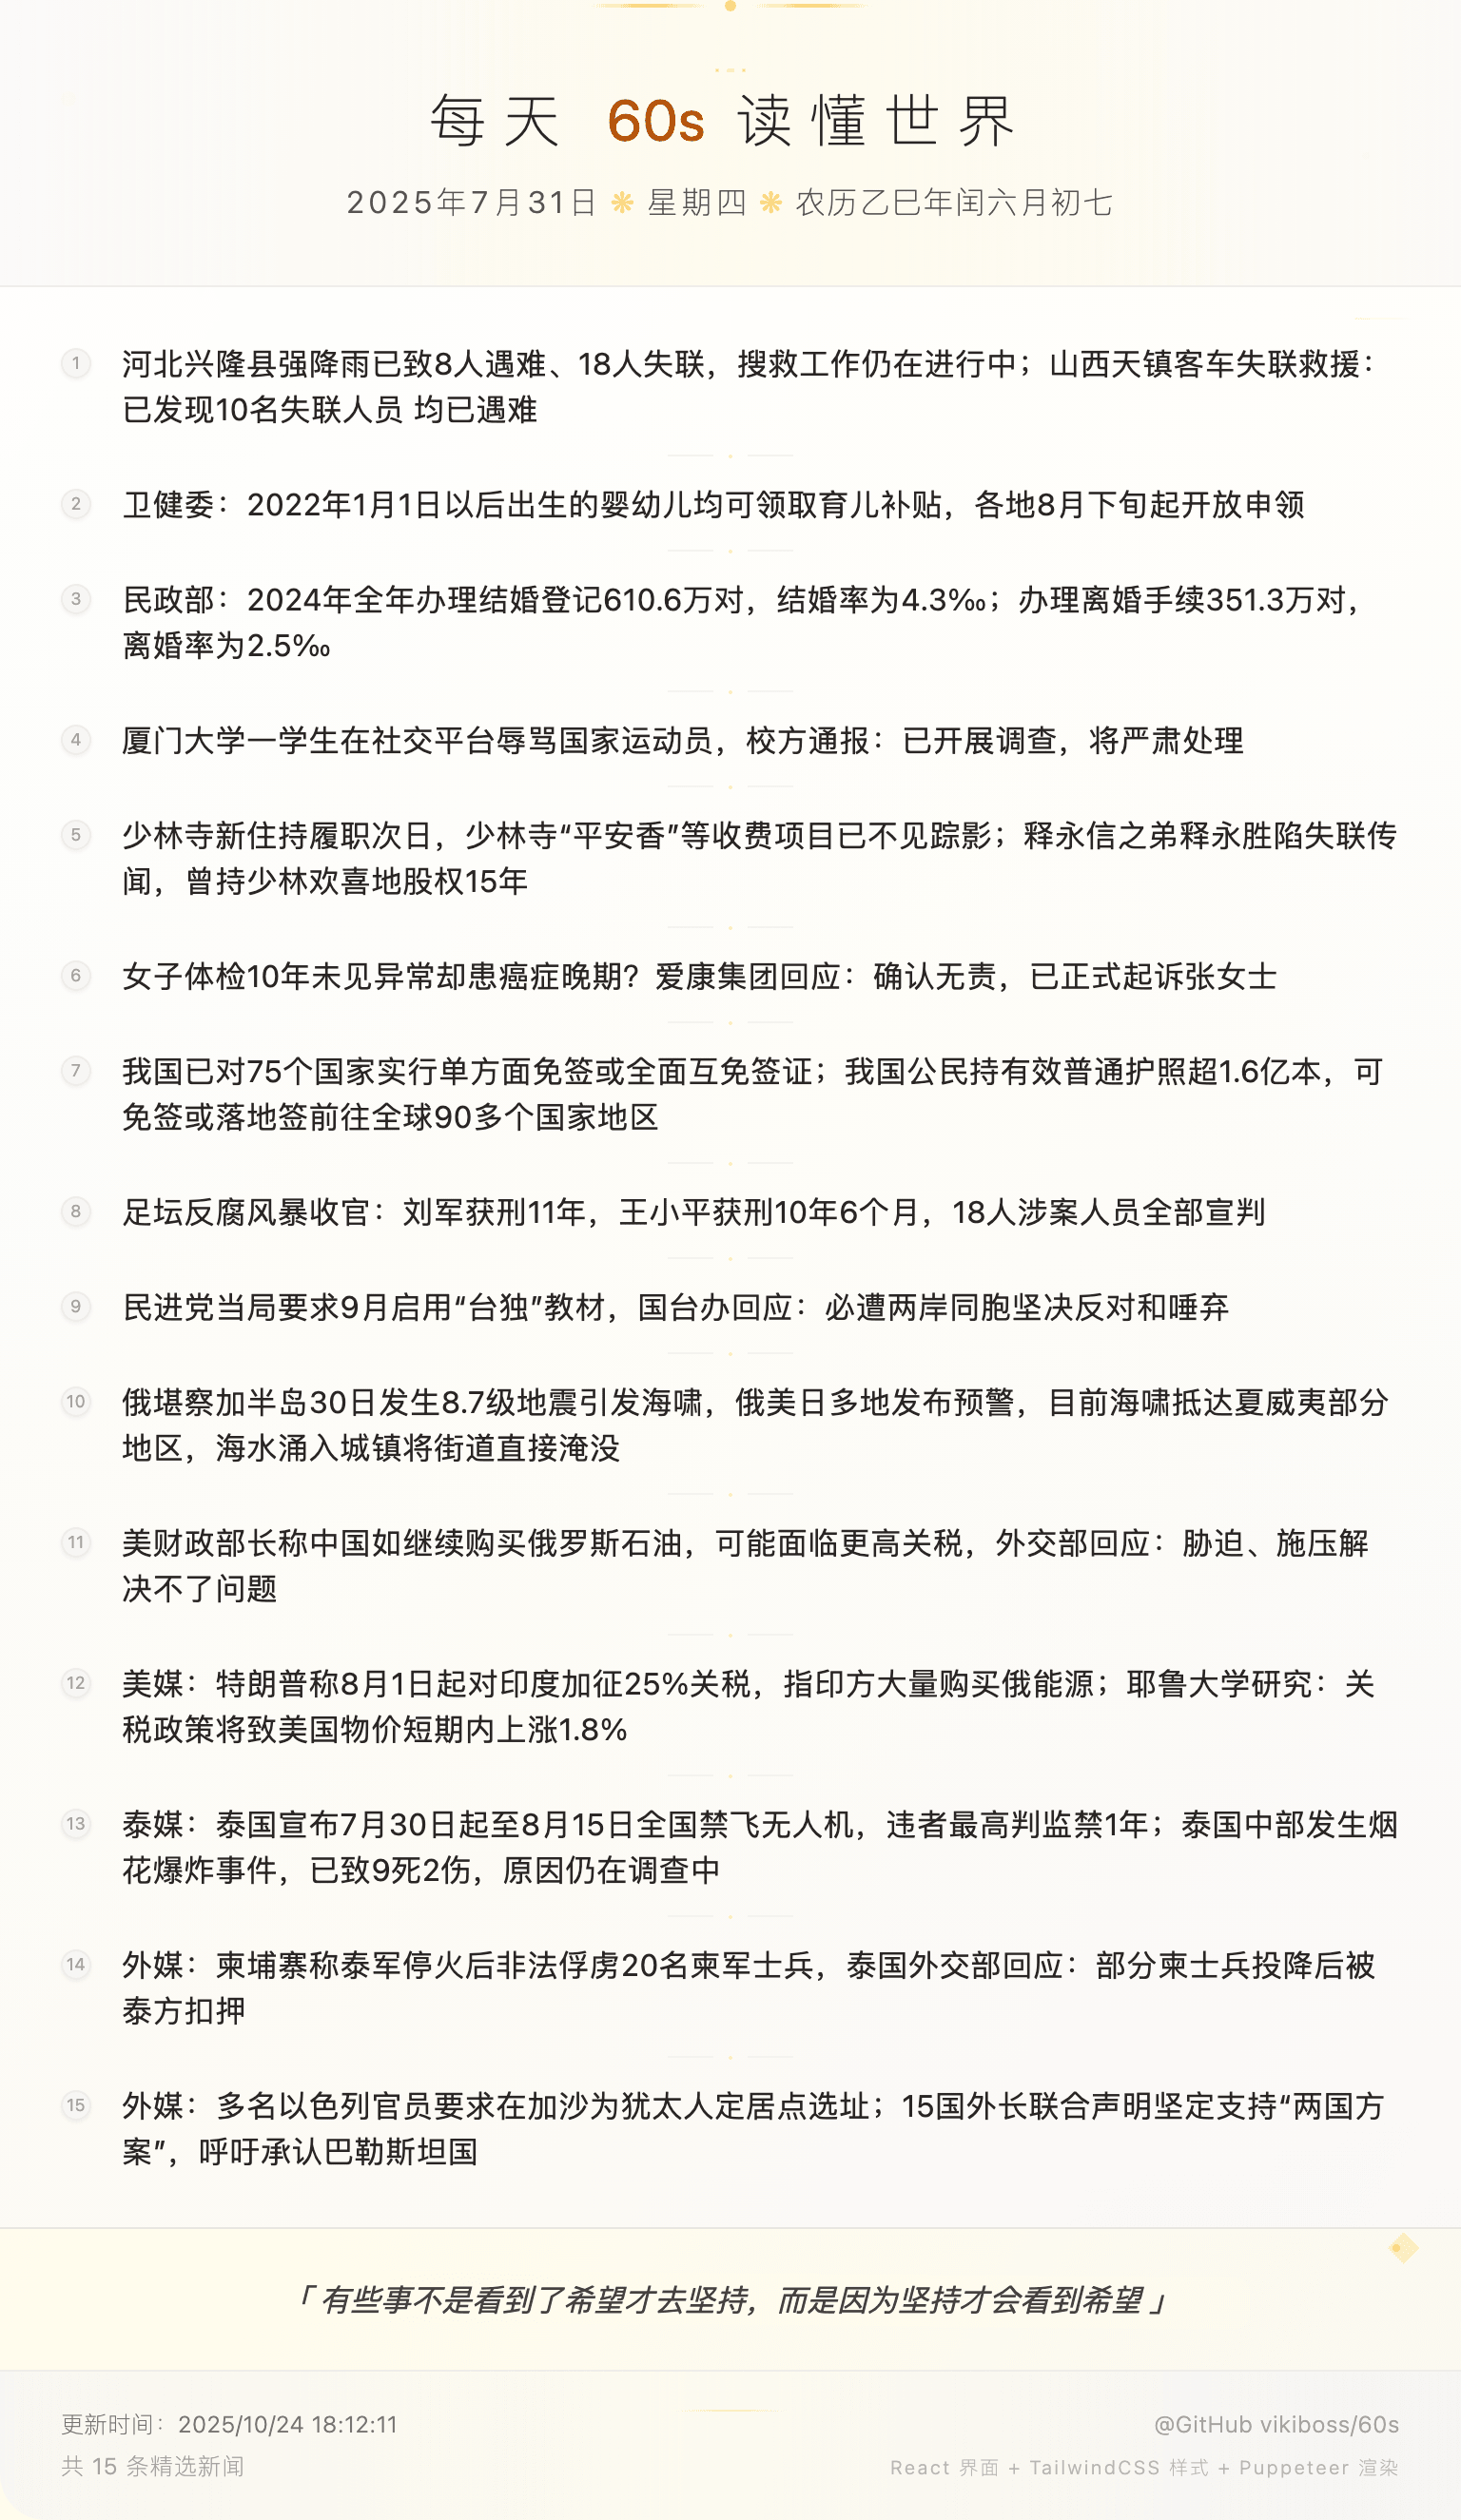 每天 60s 读懂世界
2025年7月31日 ❋ 星期四 ❋ 农历乙巳年闰六月初七
1 河北兴隆县强降雨已致8人遇难、18人失联，搜救工作仍在进行中；山西天镇客车失联救援：
已发现10名失联人员 均已遇难
2 卫健委：2022年1月1日以后出生的婴幼儿均可领取育儿补贴，各地8月下旬起开放申领
3 民政部：2024年全年办理结婚登记610.6万对，结婚率为4.3‰；办理离婚手续351.3万对，
离婚率为2.5‰
4 厦门大学一学生在社交平台辱骂国家运动员，校方通报：已开展调查，将严肃处理
5 少林寺新住持履职次日，少林寺“平安香”等收费项目已不见踪影；释永信之弟释永胜陷失联传
闻，曾持少林欢喜地股权15年
6 女子体检10年未见异常却患癌症晚期？爱康集团回应：确认无责，已正式起诉张女士
7 我国已对75个国家实行单方面免签或全面互免签证；我国公民持有效普通护照超1.6亿本，可
免签或落地签前往全球90多个国家地区
8 足坛反腐风暴收官：刘军获刑11年，王小平获刑10年6个月，18人涉案人员全部宣判
9 民进党当局要求9月启用“台独”教材，国台办回应：必遭两岸同胞坚决反对和唾弃
10 俄堪察加半岛30日发生8.7级地震引发海啸，俄美日多地发布预警，目前海啸抵达夏威夷部分
地区，海水涌入城镇将街道直接淹没
11 美财政部长称中国如继续购买俄罗斯石油，可能面临更高关税，外交部回应：胁迫、施压解
决不了问题
12 美媒：特朗普称8月1日起对印度加征25%关税，指印方大量购买俄能源；耶鲁大学研究：关
税政策将致美国物价短期内上涨1.8%
13 泰媒：泰国宣布7月30日起至8月15日全国禁飞无人机，违者最高判监禁1年；泰国中部发生烟
花爆炸事件，已致9死2伤，原因仍在调查中
14 外媒：柬埔寨称泰军停火后非法俘虏20名柬军士兵，泰国外交部回应：部分柬士兵投降后被
泰方扣押
15 外媒：多名以色列官员要求在加沙为犹太人定居点选址；15国外长联合声明坚定支持“两国方
案”，呼吁承认巴勒斯坦国
「 有些事不是看到了希望才去坚持，而是因为坚持才会看到希望 」
更新时间：2025/10/24 18:12:11
@GitHub vikiboss/60s
共 15 条精选新闻
React 界面 + TailwindCSS 样式 + Puppeteer 渲染